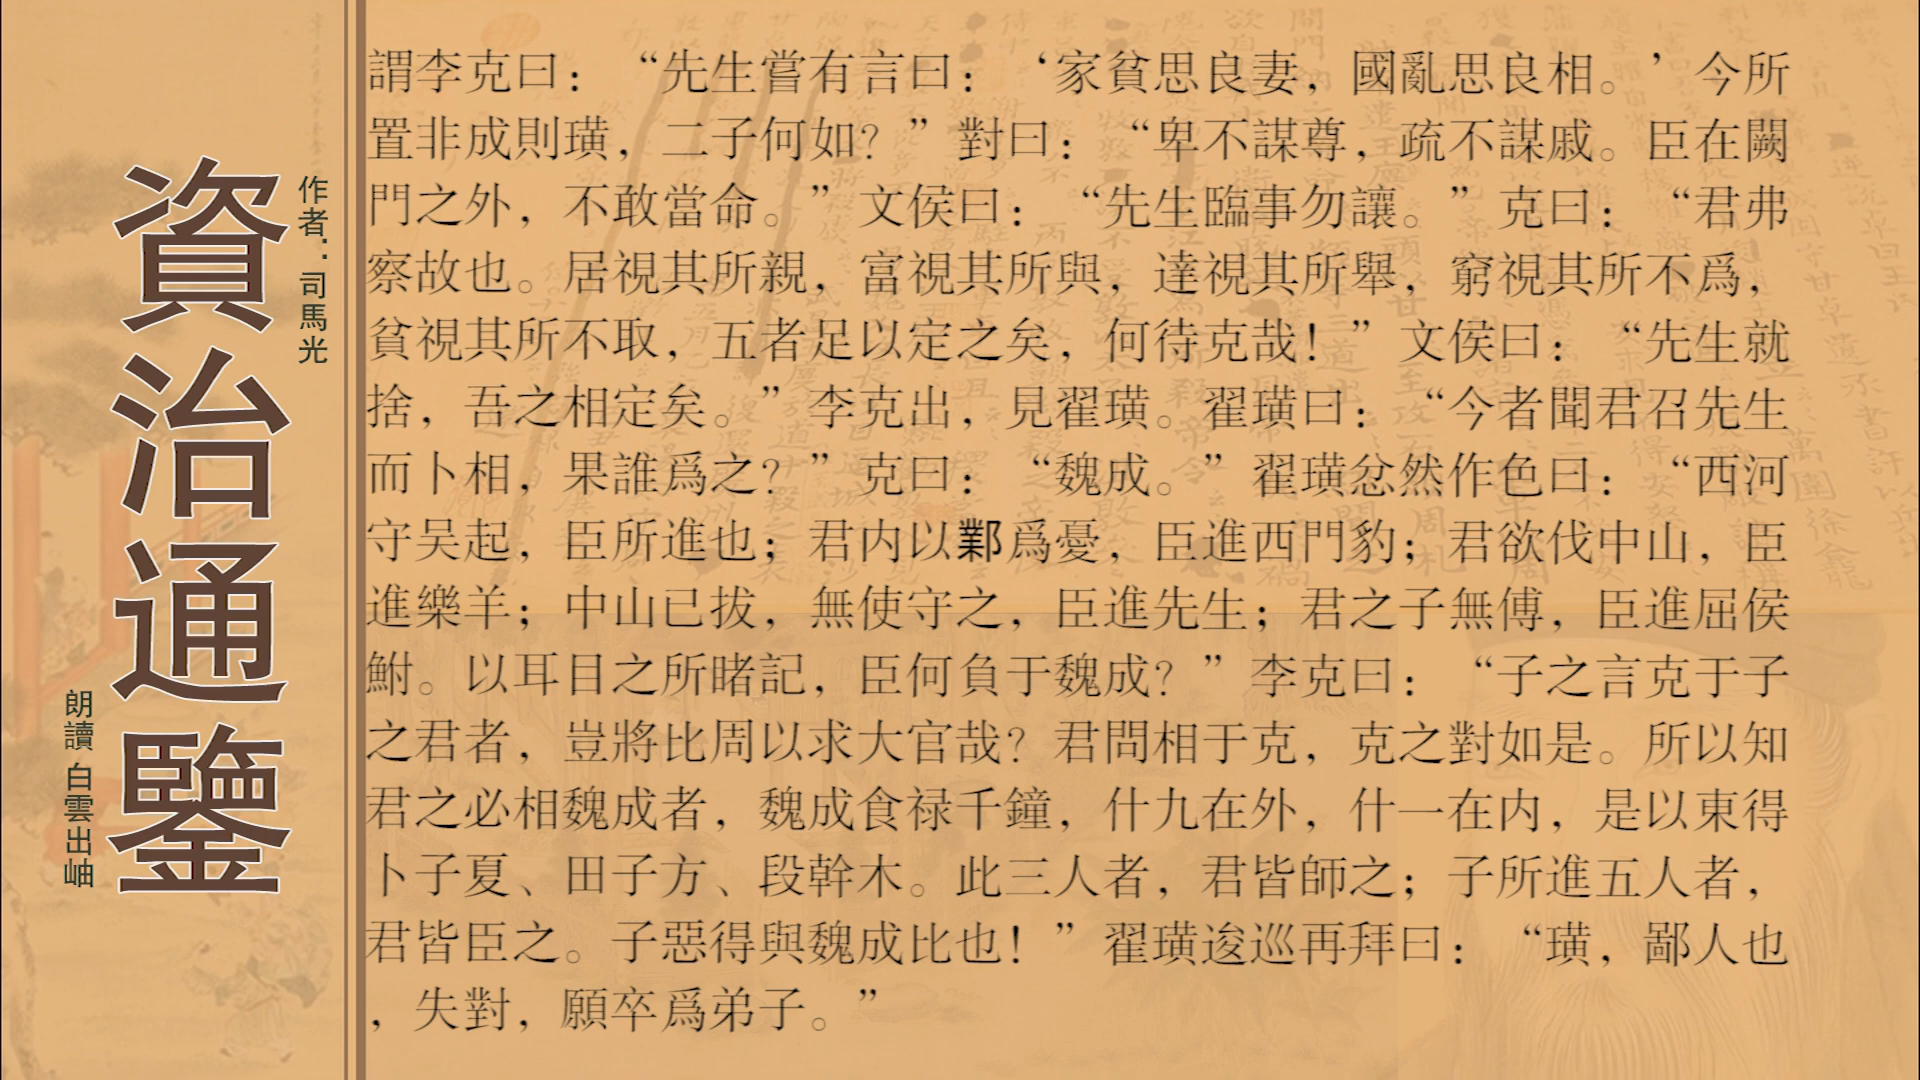 資治通鑒
作者：司馬光
朗讀 白雲出岫
謂李克曰：“先生嘗有言曰：‘家貧思良妻，國亂思良相。’今所
置非成則璜，二子何如？”對曰：“卑不謀尊，疏不謀戚。臣在闕
門之外，不敢當命。”文侯曰：“先生臨事勿讓。”克曰：“君弗
察故也。居視其所親，富視其所與，達視其所舉，窮視其所不爲，
貧視其所不取，五者足以定之矣，何待克哉！”文侯曰：“先生就
捨，吾之相定矣。”李克出，見翟璜。翟璜曰：“今者聞君召先生
而卜相，果誰爲之？”克曰：“魏成。”翟璜忿然作色曰：“西河
守吴起，臣所進也；君内以鄴爲憂，臣進西門豹；君欲伐中山，臣
進樂羊；中山已拔，無使守之，臣進先生；君之子無傅，臣進屈侯
鮒。以耳目之所睹記，臣何負于魏成？”李克曰：“子之言克于子
之君者，豈將比周以求大官哉？君問相于克，克之對如是。所以知
君之必相魏成者，魏成食禄千鐘，什九在外，什一在内，是以東得
卜子夏、田子方、段幹木。此三人者，君皆師之；子所進五人者，
君皆臣之。子惡得與魏成比也！”翟璜逡巡再拜曰：“璜，鄙人也
，失對，願卒爲弟子。”